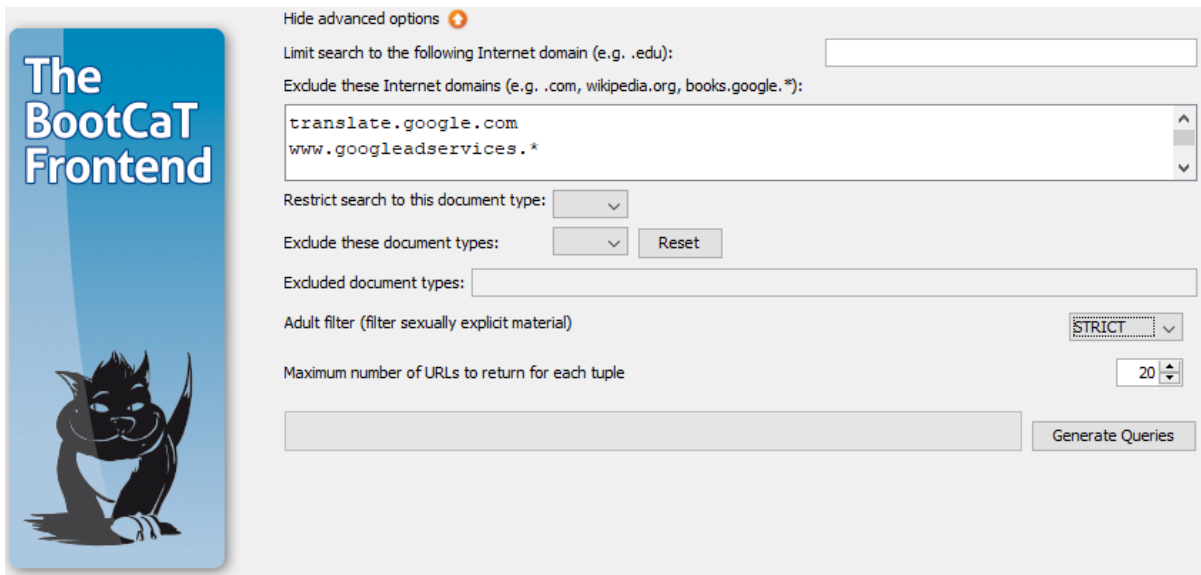 The
BootCaT
Frontend
Hide advanced options
Limit search to the following Internet domain (e.g. .edu):
Exclude these Internet domains (e.g. .com, wikipedia.org, books.google.*):
translate.google.com
www.googleadservices.*
Restrict search to this document type:
Exclude these document types:
Reset
Excluded document types:
Adult filter (filter sexually explicit material)
STRICT
Maximum number of URLs to return for each tuple
20
Generate Queries